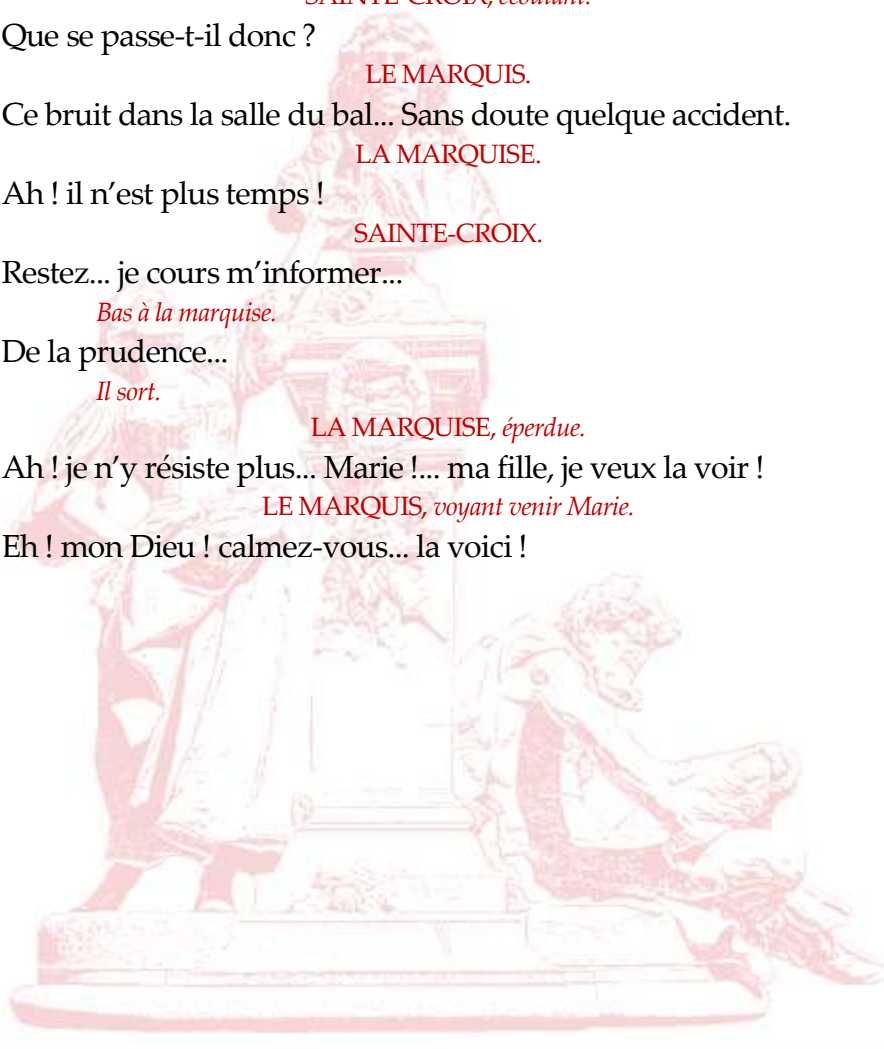 SAINTE-CROIX, écoutant.
Que se passe-t-il donc ?
LE MARQUIS.
Ce bruit dans la salle du bal... Sans doute quelque accident.
LA MARQUISE.
Ah ! il n’est plus temps !
SAINTE-CROIX.
Restez... je cours m’informer...
Bas à la marquise.
De la prudence...
Il sort.
LA MARQUISE, éperdue.
Ah ! je n’y résiste plus... Marie !... ma fille, je veux la voir !
LE MARQUIS, voyant venir Marie.
Eh ! mon Dieu ! calmez-vous... la voici !